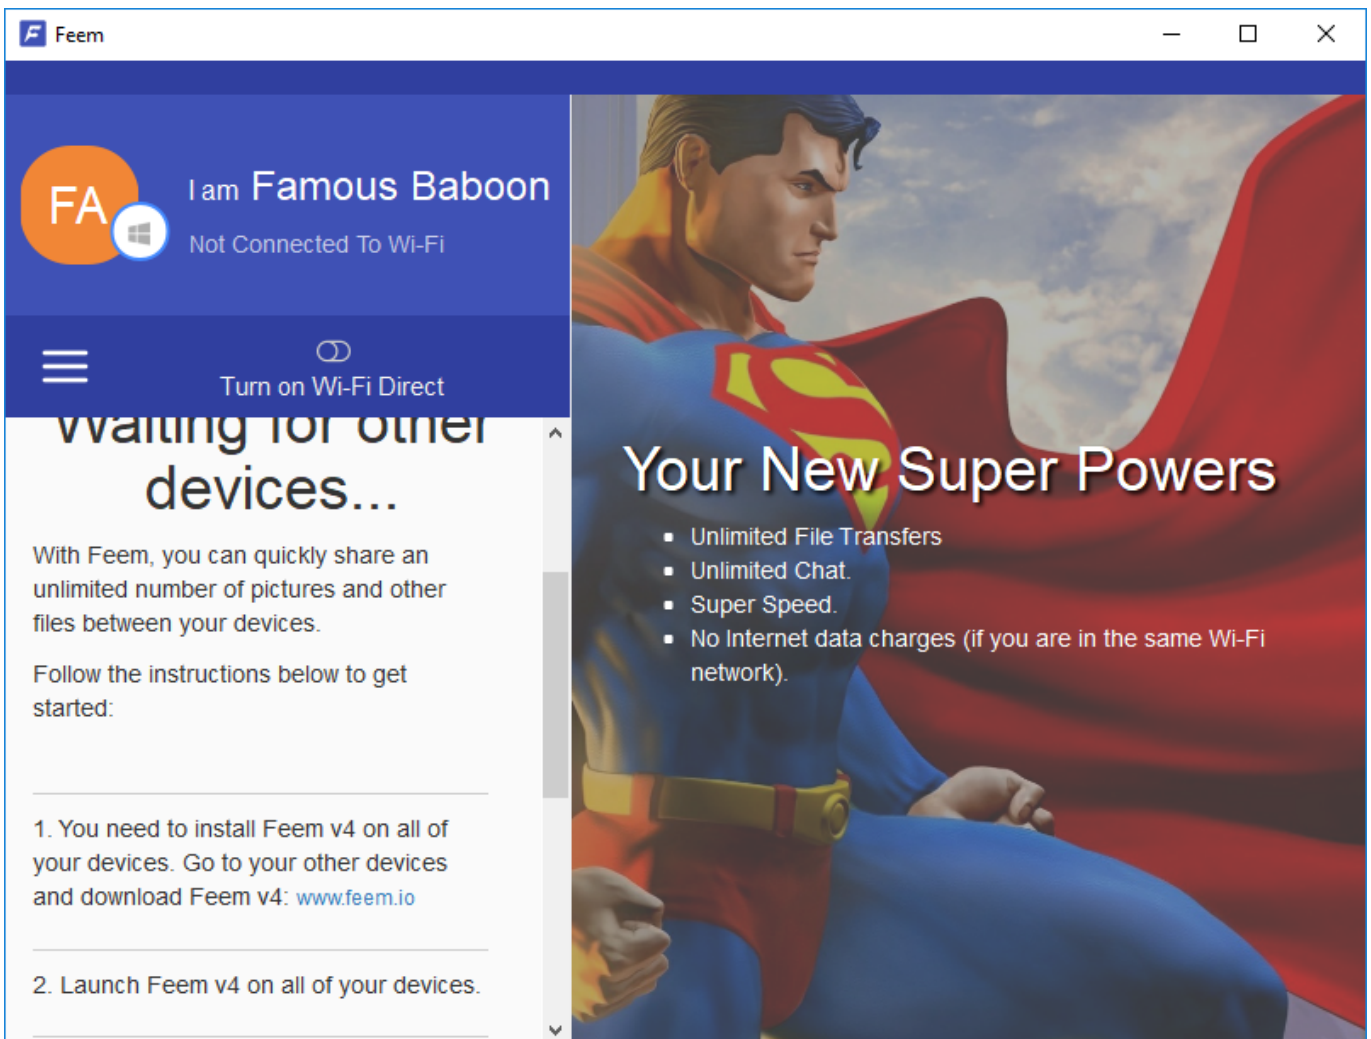 Feem
FA
I am Famous Baboon
Not Connected To Wi-Fi
Turn on Wi-Fi Direct
Waiting for other
devices...
With Feem, you can quickly share an
unlimited number of pictures and other
files between your devices.
Follow the instructions below to get
started:
1. You need to install Feem v4 on all of
your devices. Go to your other devices
and download Feem v4: www.feem.io
2. Launch Feem v4 on all of your devices.
Your New Super Powers
Unlimited File Transfers
Unlimited Chat.
Super Speed.
No Internet data charges (if you are in the same Wi-Fi
network).